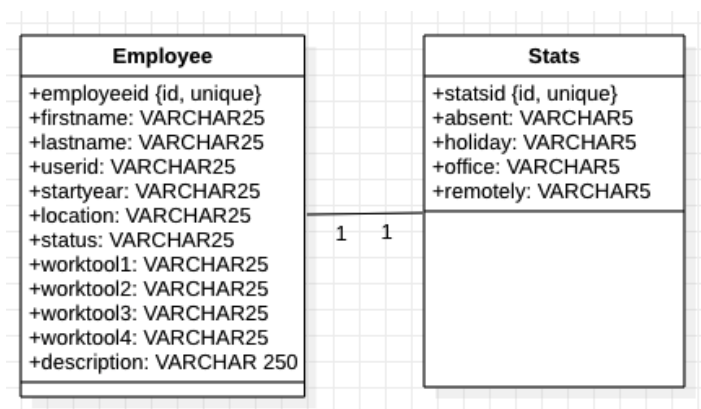 Employee
+employeeid {id, unique}
+firstname: VARCHAR25
+lastname: VARCHAR25
+userid: VARCHAR25
+startyear: VARCHAR25
+location: VARCHAR25
+status: VARCHAR25
+worktool1: VARCHAR25
+worktool2: VARCHAR25
+worktool3: VARCHAR25
+worktool4: VARCHAR25
+description: VARCHAR 250
1 1
Stats
+statsid {id, unique}
+absent: VARCHAR5
+holiday: VARCHAR5
+office: VARCHAR5
+remotely: VARCHAR5